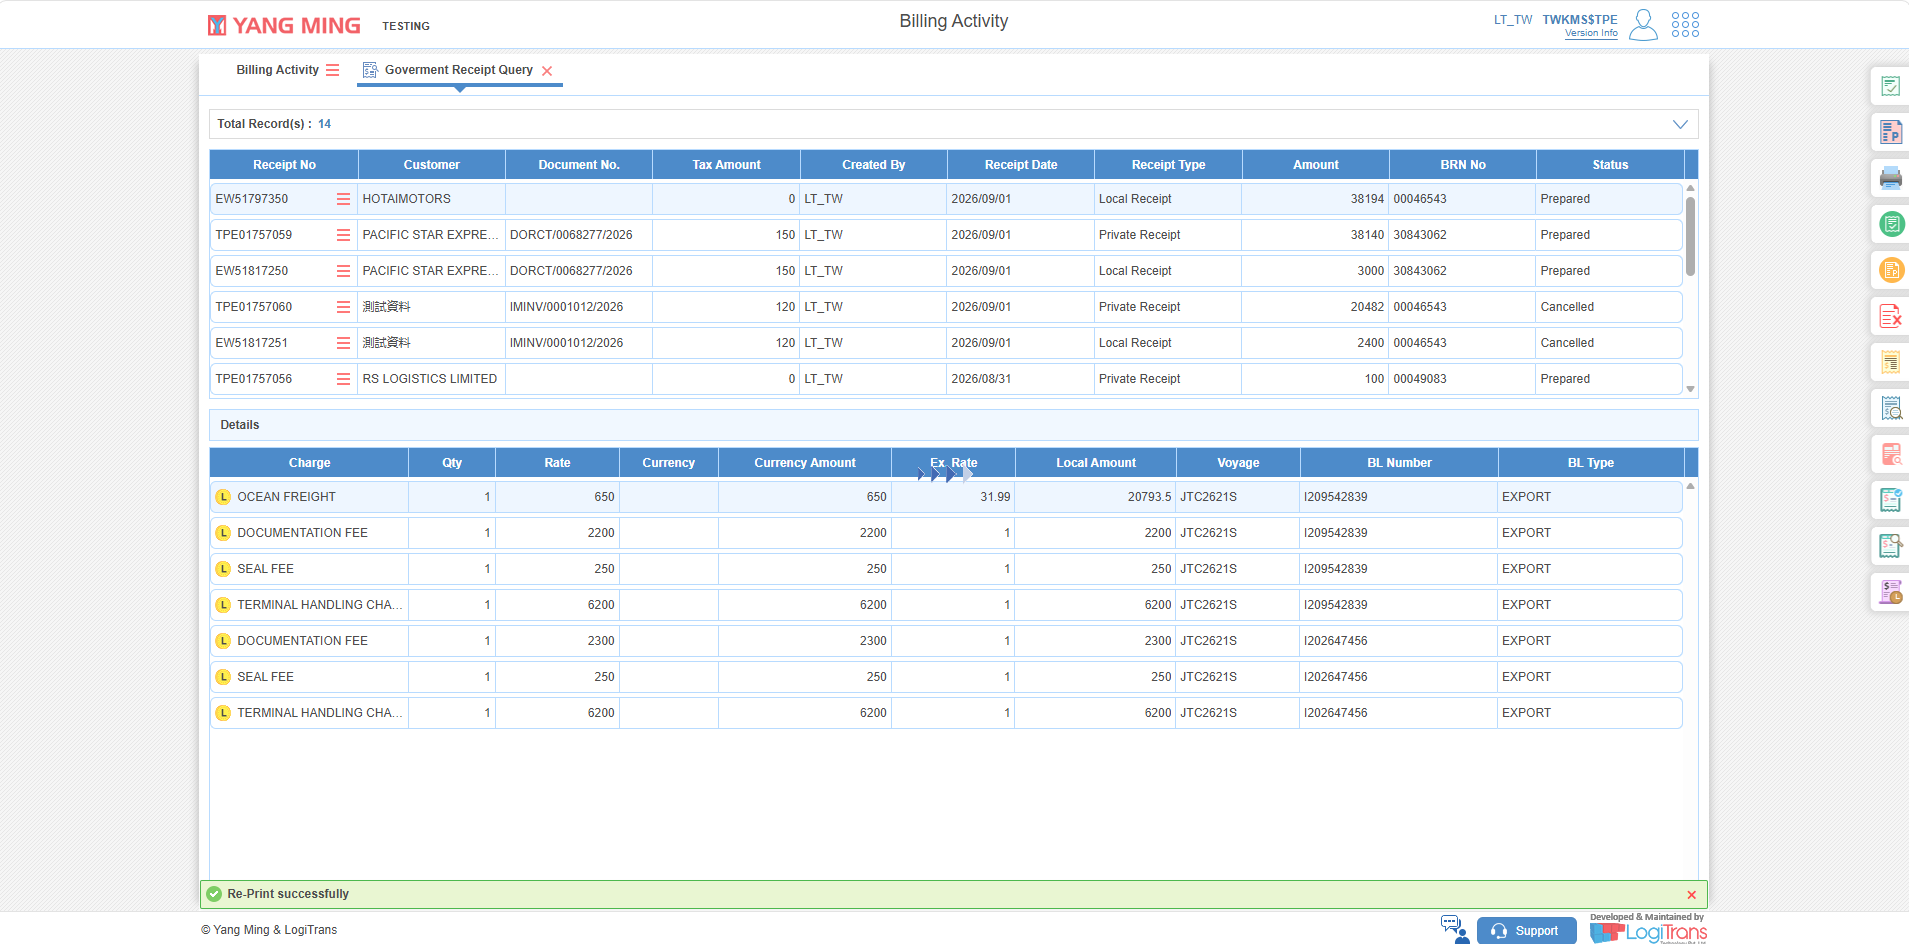 YANG MING TESTING Billing Activity LT_TW TWKMS$TPE
Version Info
Billing Activity Goverment Receipt Query
Total Record(s) : 14
Receipt No Customer Document No. Tax Amount Created By Receipt Date Receipt Type Amount BRN No Status
EW51797350 HOTAIMOTORS 0 LT_TW 2026/09/01 Local Receipt 38194 00046543 Prepared
TPE01757059 PACIFIC STAR EXPRE... DORCT/0068277/2026 150 LT_TW 2026/09/01 Private Receipt 38140 30843062 Prepared
EW51817250 PACIFIC STAR EXPRE... DORCT/0068277/2026 150 LT_TW 2026/09/01 Local Receipt 3000 30843062 Prepared
TPE01757060 測試資料 IMINV/0001012/2026 120 LT_TW 2026/09/01 Private Receipt 20482 00046543 Cancelled
EW51817251 測試資料 IMINV/0001012/2026 120 LT_TW 2026/09/01 Local Receipt 2400 00046543 Cancelled
TPE01757056 RS LOGISTICS LIMITED 0 LT_TW 2026/08/31 Private Receipt 100 00049083 Prepared
Details
Charge Qty Rate Currency Currency Amount Ex. Rate Local Amount Voyage BL Number BL Type
L OCEAN FREIGHT 1 650 650 31.99 20793.5 JTC2621S I209542839 EXPORT
L DOCUMENTATION FEE 1 2200 2200 1 2200 JTC2621S I209542839 EXPORT
L SEAL FEE 1 250 250 1 250 JTC2621S I209542839 EXPORT
L TERMINAL HANDLING CHA... 1 6200 6200 1 6200 JTC2621S I209542839 EXPORT
L DOCUMENTATION FEE 1 2300 2300 1 2300 JTC2621S I202647456 EXPORT
L SEAL FEE 1 250 250 1 250 JTC2621S I202647456 EXPORT
L TERMINAL HANDLING CHA... 1 6200 6200 1 6200 JTC2621S I202647456 EXPORT
Re-Print successfully
© Yang Ming & LogiTrans Support Developed & Maintained by
LogiTrans